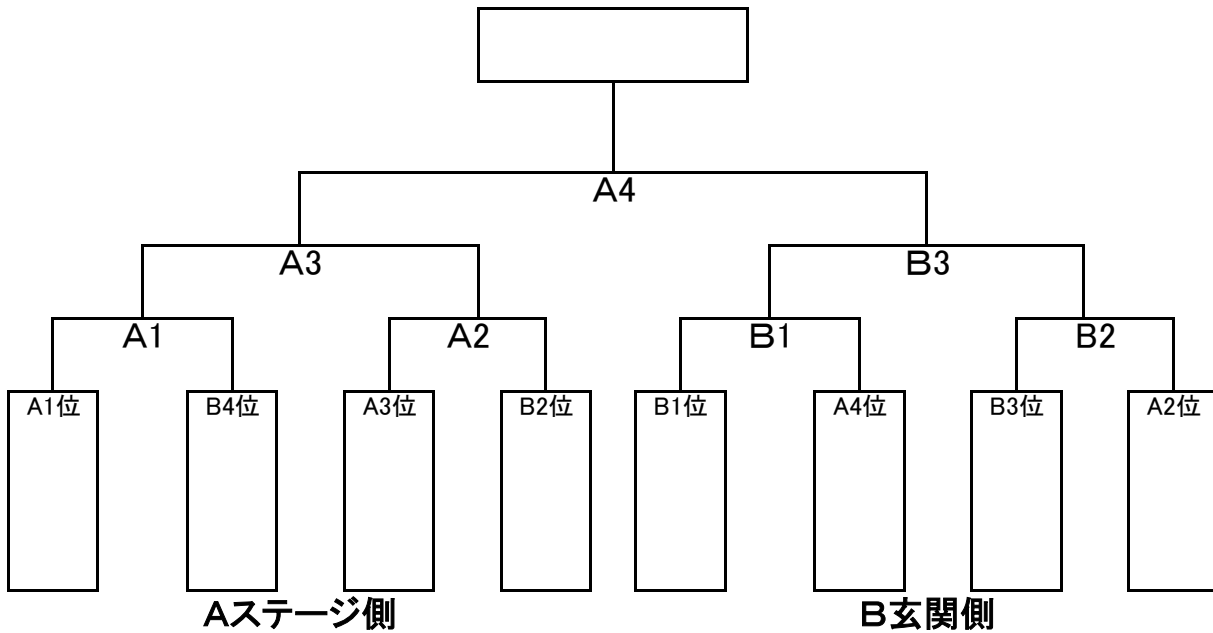 A4
A3
B3
A1
A2
B1
B2
A1位
B4位
A3位
B2位
B1位
A4位
B3位
A2位
Aステージ側
B玄関側